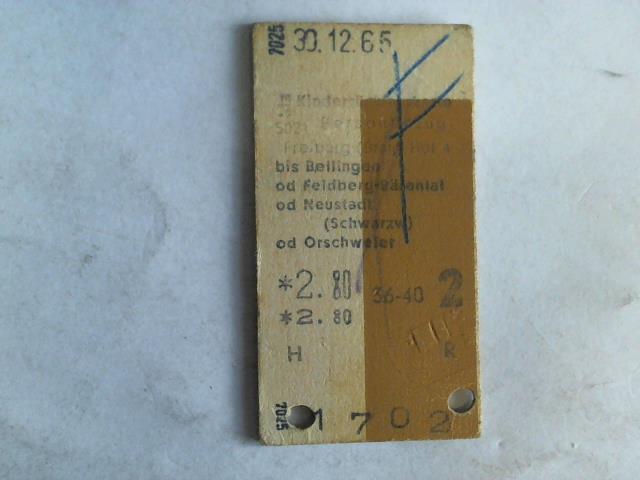 7025 30.12.65
Kinder
5021 Personenzug
Freiburg (Brsg) Hbf
bis Bellingen
od Feldberg-Bärental
od Neustadt
(Schwarzw)
od Orschweier
*2.80 36-40 2
*2.80
H R
7025 1702